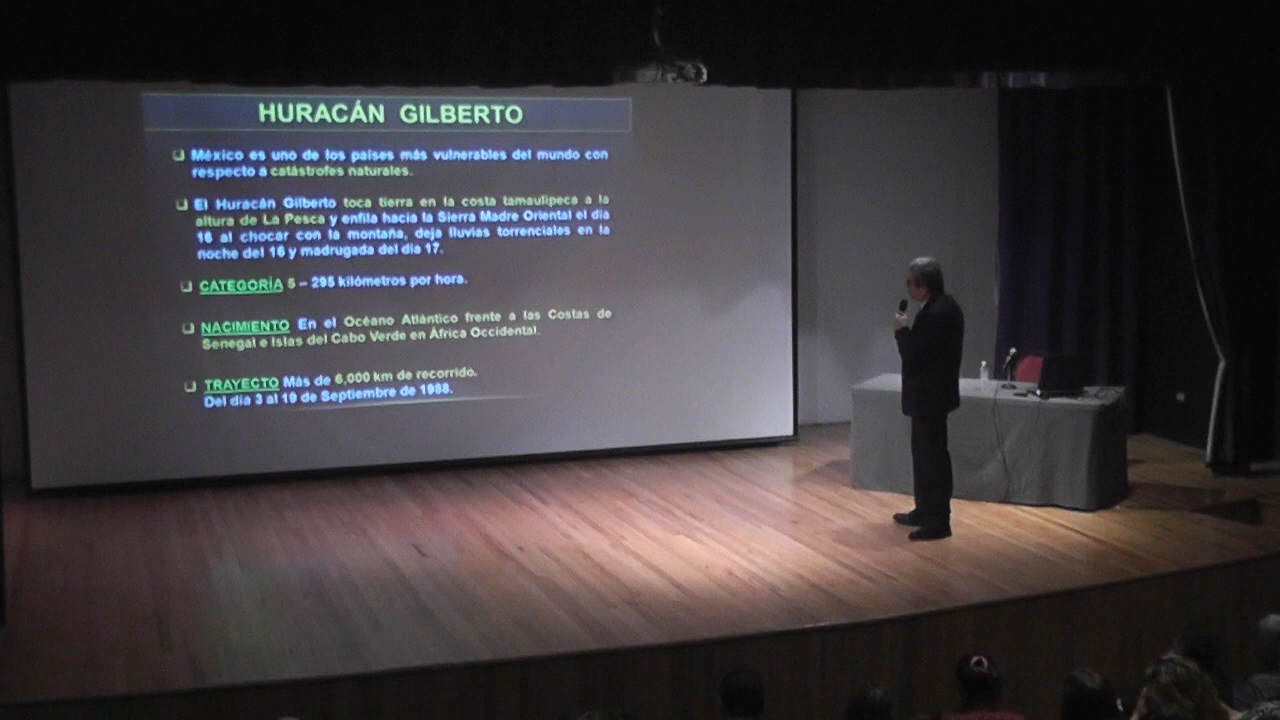 HURACÁN GILBERTO
México es uno de los países más vulnerables del mundo con
respecto a catástrofes naturales.
El Huracán Gilberto toca tierra en la costa tamaulipeca a la
altura de La Pesca y enfila hacia la Sierra Madre Oriental el día
16 al chocar con la montaña, deja lluvias torrenciales en la
noche del 16 y madrugada del día 17.
CATEGORÍA 5 – 295 kilómetros por hora.
NACIMIENTO En el Océano Atlántico frente a las Costas de
Senegal e Islas del Cabo Verde en África Occidental.
TRAYECTO Más de 6,000 km de recorrido.
Del día 3 al 19 de Septiembre de 1988.